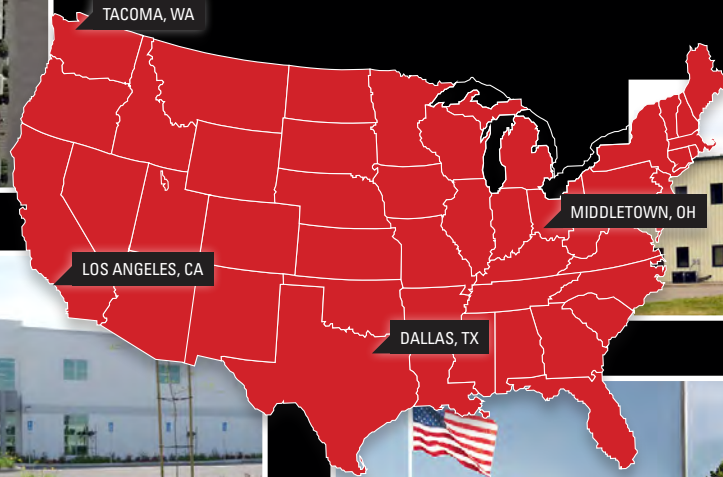 TACOMA, WA
MIDDLETOWN, OH
LOS ANGELES, CA
DALLAS, TX